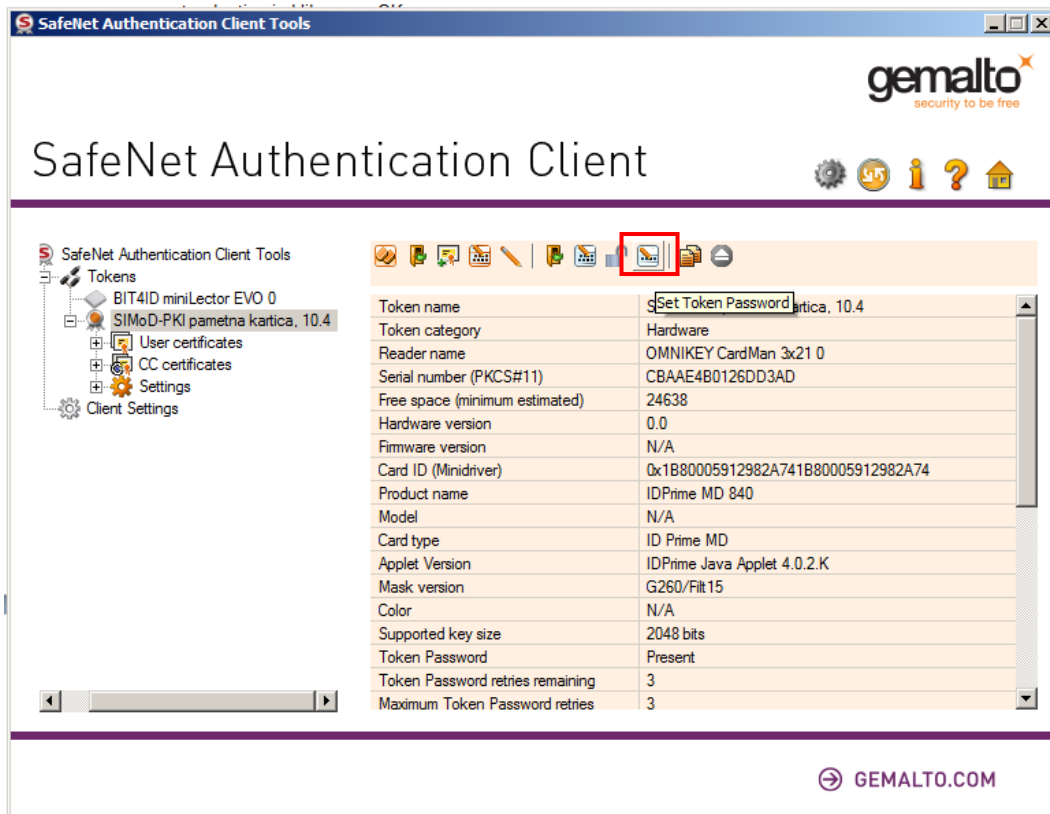 SafeNet Authentication Client Tools
gemalto
security to be free
SafeNet Authentication Client
SafeNet Authentication Client Tools
Tokens
BIT4ID miniLector EVO 0
SIMoD-PKI pametna kartica, 10.4
User certificates
CC certificates
Settings
Client Settings
Set Token Password
Token name S artica, 10.4
Token category Hardware
Reader name OMNIKEY CardMan 3x21 0
Serial number (PKCS#11) CBAAE4B0126DD3AD
Free space (minimum estimated) 24638
Hardware version 0.0
Firmware version N/A
Card ID (Minidriver) 0x1B80005912982A741B80005912982A74
Product name IDPrime MD 840
Model N/A
Card type ID Prime MD
Applet Version IDPrime Java Applet 4.0.2.K
Mask version G260/Filt15
Color N/A
Supported key size 2048 bits
Token Password Present
Token Password retries remaining 3
Maximum Token Password retries 3
GEMALTO.COM